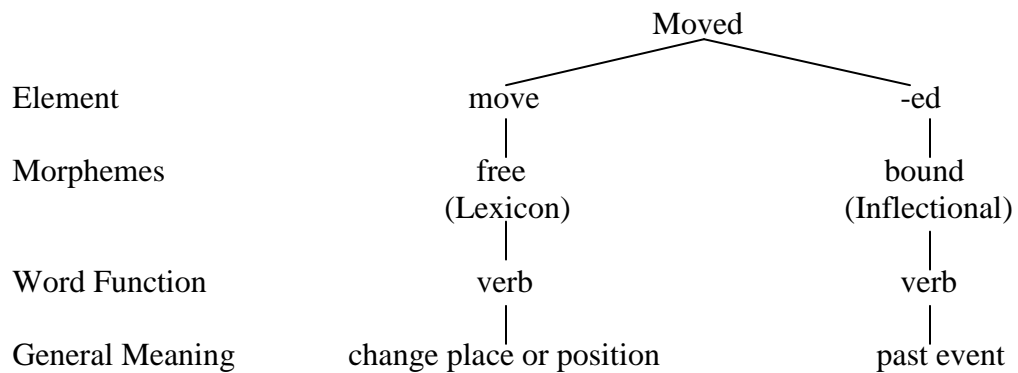 Moved
Element move -ed
Morphemes free bound
(Lexicon) (Inflectional)
Word Function verb verb
General Meaning change place or position past event